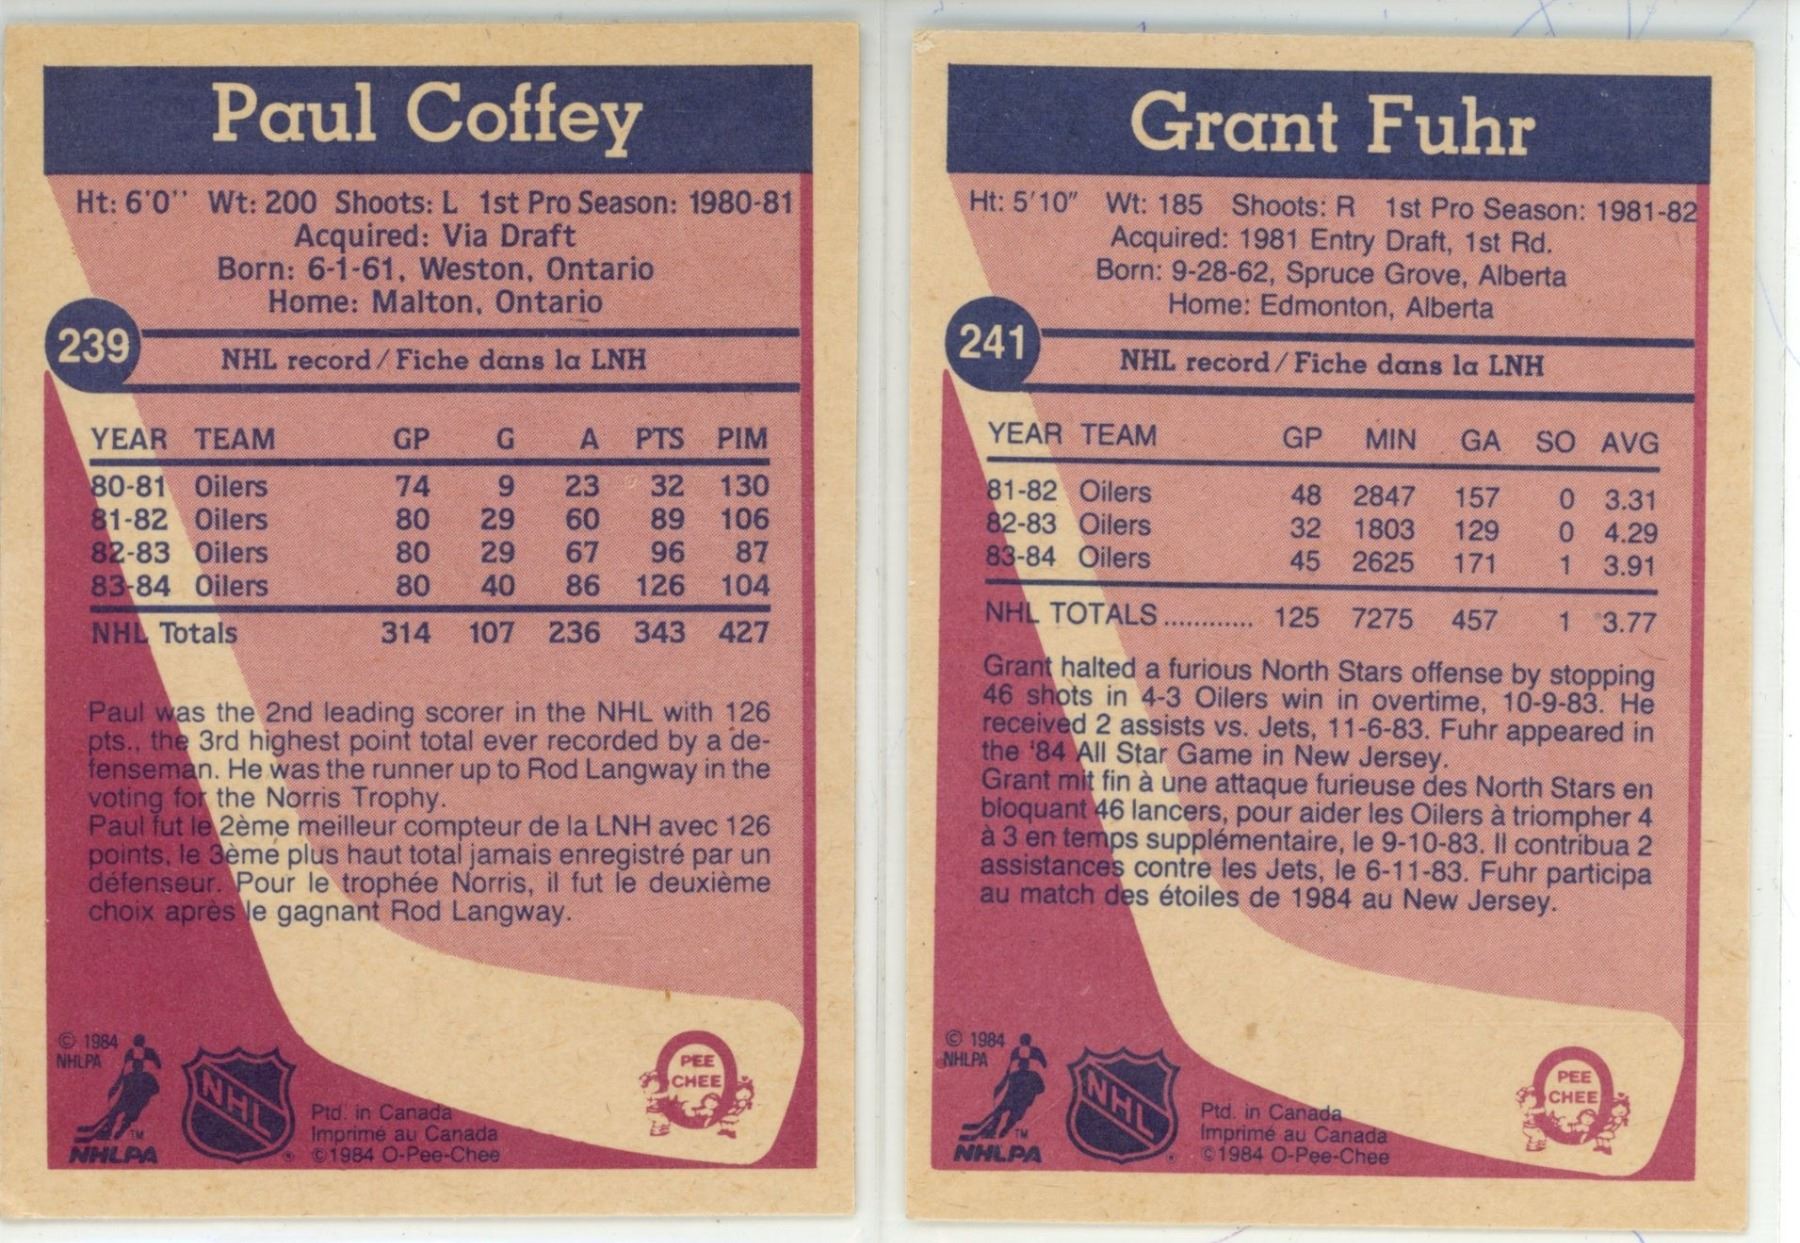 Paul Coffey
Ht: 6'0'' Wt: 200 Shoots: L 1st Pro Season: 1980-81
Acquired: Via Draft
Born: 6-1-61, Weston, Ontario
Home: Malton, Ontario
239
NHL record/Fiche dans la LNH
YEAR TEAM GP G A PTS PIM
80-81 Oilers 74 9 23 32 130
81-82 Oilers 80 29 60 89 106
82-83 Oilers 80 29 67 96 87
83-84 Oilers 80 40 86 126 104
NHL Totals 314 107 236 343 427
Paul was the 2nd leading scorer in the NHL with 126
pts., the 3rd highest point total ever recorded by a de-
fenseman. He was the runner up to Rod Langway in the
voting for the Norris Trophy.
Paul fut le 2ème meilleur compteur de la LNH avec 126
points, le 3ème plus haut total jamais enregistré par un
défenseur. Pour le trophée Norris, il fut le deuxième
choix après le gagnant Rod Langway.
© 1984
NHLPA
TM
NHLPA
NHL
®
Ptd. in Canada
Imprimé au Canada
©1984 O-Pee-Chee
PEE
CHEE
Grant Fuhr
Ht: 5'10" Wt: 185 Shoots: R 1st Pro Season: 1981-82
Acquired: 1981 Entry Draft, 1st Rd.
Born: 9-28-62, Spruce Grove, Alberta
Home: Edmonton, Alberta
241
NHL record/Fiche dans la LNH
YEAR TEAM GP MIN GA SO AVG
81-82 Oilers 48 2847 157 0 3.31
82-83 Oilers 32 1803 129 0 4.29
83-84 Oilers 45 2625 171 1 3.91
NHL TOTALS ............ 125 7275 457 1 3.77
Grant halted a furious North Stars offense by stopping
46 shots in 4-3 Oilers win in overtime, 10-9-83. He
received 2 assists vs. Jets, 11-6-83. Fuhr appeared in
the '84 All Star Game in New Jersey.
Grant mit fin à une attaque furieuse des North Stars en
bloquant 46 lancers, pour aider les Oilers à triompher 4
à 3 en temps supplémentaire, le 9-10-83. Il contribua 2
assistances contre les Jets, le 6-11-83. Fuhr participa
au match des étoiles de 1984 au New Jersey.
© 1984
NHLPA
TM
NHLPA
NHL
®
Ptd. in Canada
Imprimé au Canada
©1984 O-Pee-Chee
PEE
CHEE